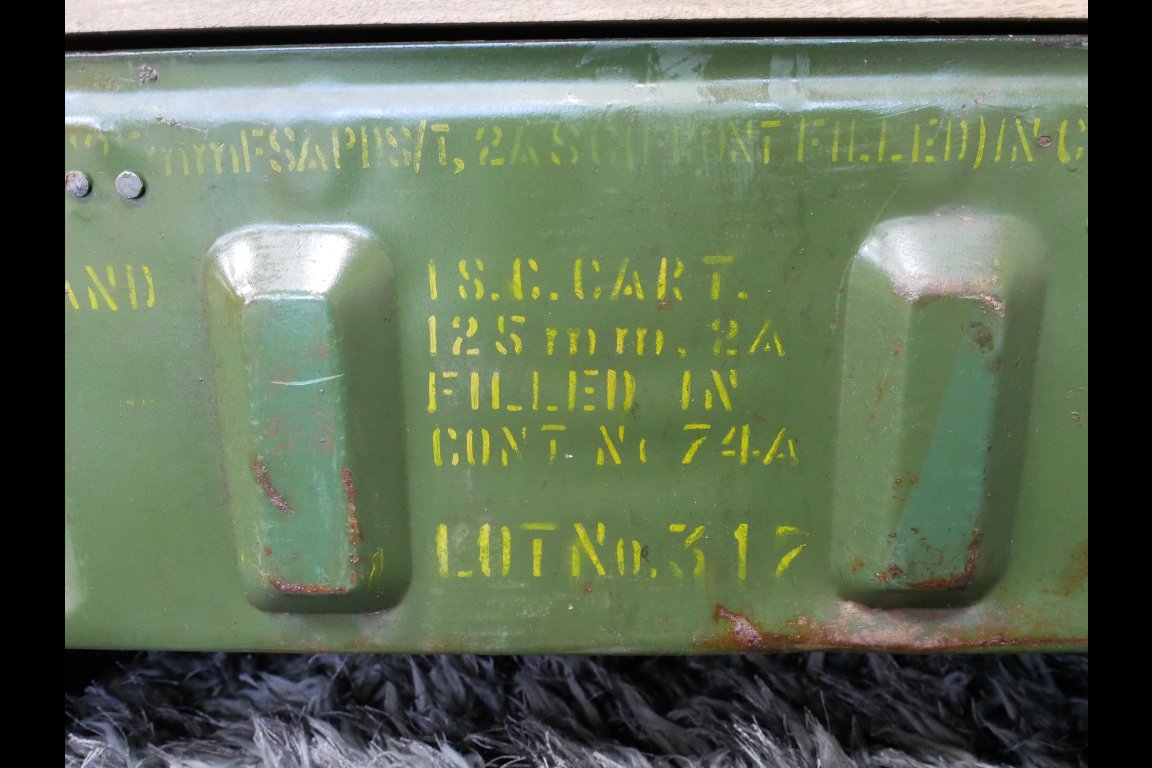 mmFSAPDS/T, 2A SC(FRONT FILLED)/IN C
AND
1 S.C. CART.
125 mm. 2A
FILLED IN
CONT. No 74A
LOT No. 317